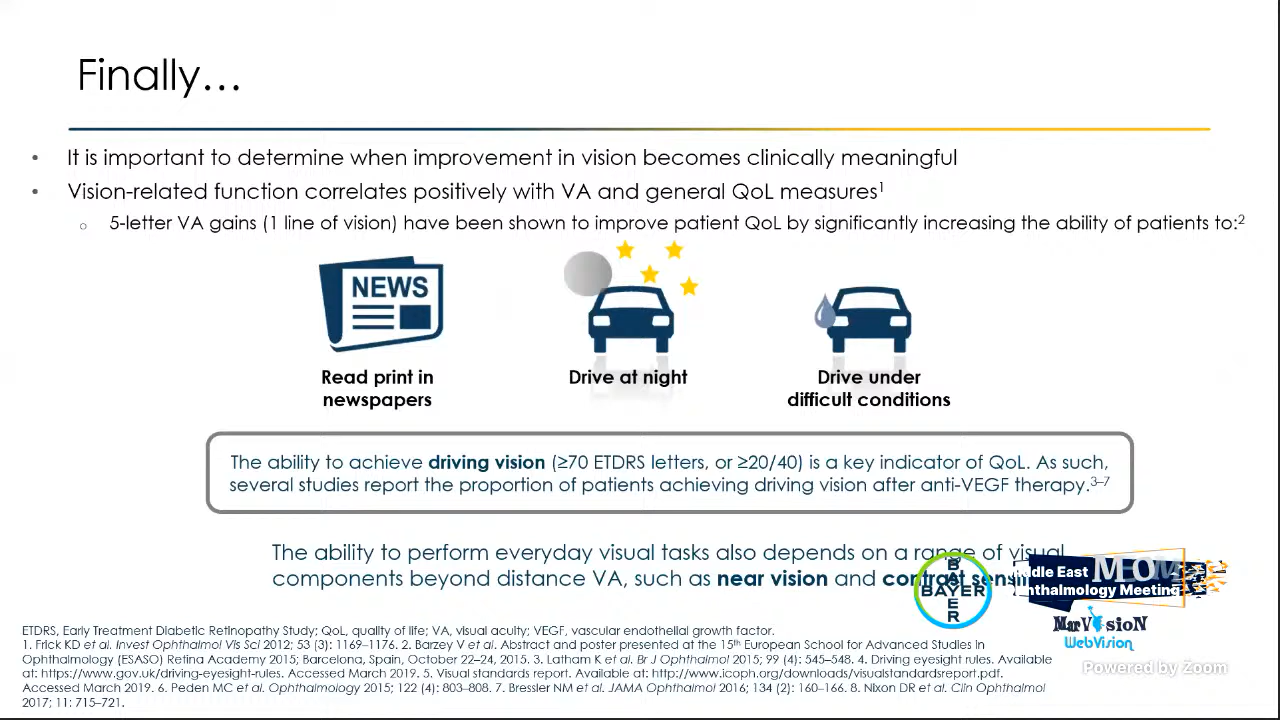 Finally…
• It is important to determine when improvement in vision becomes clinically meaningful
• Vision-related function correlates positively with VA and general QoL measures¹
○ 5-letter VA gains (1 line of vision) have been shown to improve patient QoL by significantly increasing the ability of patients to:²
NEWS
Read print in
newspapers
Drive at night
Drive under
difficult conditions
The ability to achieve driving vision (≥70 ETDRS letters, or ≥20/40) is a key indicator of QoL. As such,
several studies report the proportion of patients achieving driving vision after anti-VEGF therapy.³⁻⁷
The ability to perform everyday visual tasks also depends on a range of visual
components beyond distance VA, such as near vision and contrast
BAYER
BAYER
Middle East
Ophthalmology Meeting
MarVision
WebVision
Powered by Zoom
ETDRS, Early Treatment Diabetic Retinopathy Study; QoL, quality of life; VA, visual acuity; VEGF, vascular endothelial growth factor.
1. Frick KD et al. Invest Ophthalmol Vis Sci 2012; 53 (3): 1169–1176. 2. Barzey V et al. Abstract and poster presented at the 15th European School for Advanced Studies in
Ophthalmology (ESASO) Retina Academy 2015; Barcelona, Spain, October 22–24, 2015. 3. Latham K et al. Br J Ophthalmol 2015; 99 (4): 545–548. 4. Driving eyesight rules. Available
at: https://www.gov.uk/driving-eyesight-rules. Accessed March 2019. 5. Visual standards report. Available at: http://www.icoph.org/downloads/visualstandardsreport.pdf.
Accessed March 2019. 6. Peden MC et al. Ophthalmology 2015; 122 (4): 803–808. 7. Bressler NM et al. JAMA Ophthalmol 2016; 134 (2): 160–166. 8. Nixon DR et al. Clin Ophthalmol
2017; 11: 715–721.